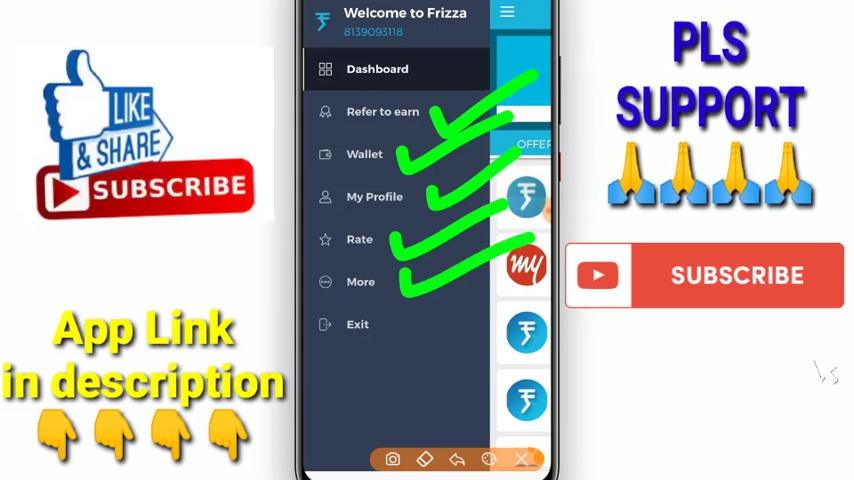 Welcome to Frizza
8139093118
Dashboard
Refer to earn
Wallet
My Profile
Rate
More
Exit
OFFER
my
LIKE
& SHARE
SUBSCRIBE
App Link
in description
PLS
SUPPORT
SUBSCRIBE